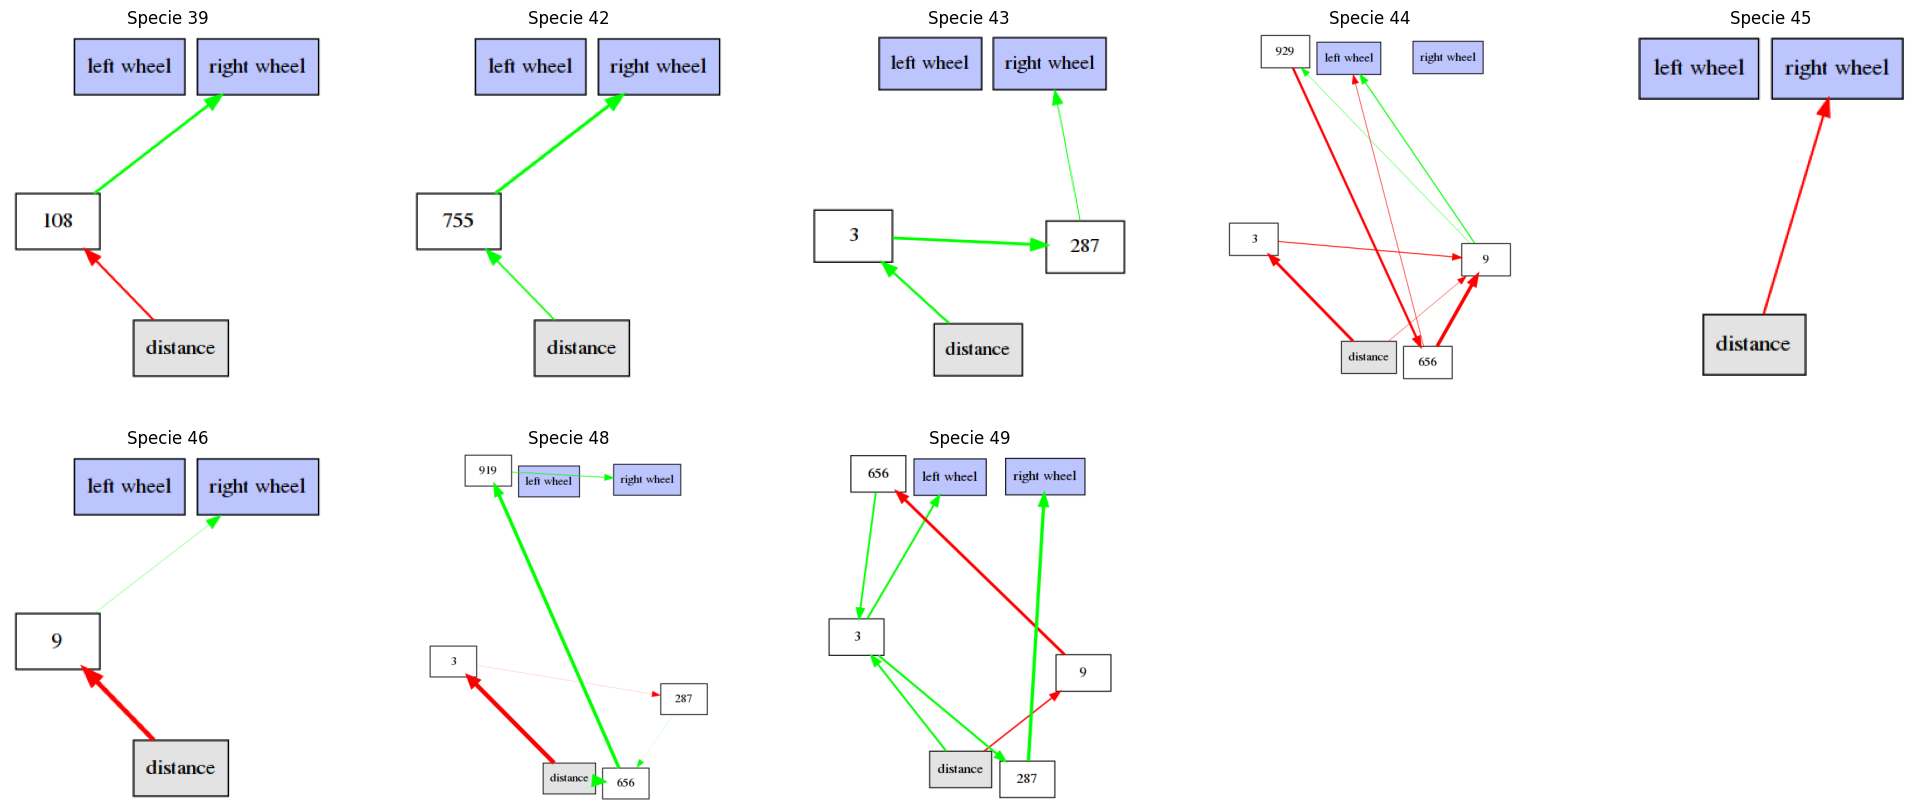 Specie 39
left wheel
right wheel
108
distance
Specie 42
left wheel
right wheel
755
distance
Specie 43
left wheel
right wheel
3
287
distance
Specie 44
929
left wheel
right wheel
3
9
distance
656
Specie 45
left wheel
right wheel
distance
Specie 46
left wheel
right wheel
9
distance
Specie 48
919
left wheel
right wheel
3
287
distance
656
Specie 49
656
left wheel
right wheel
3
9
distance
287